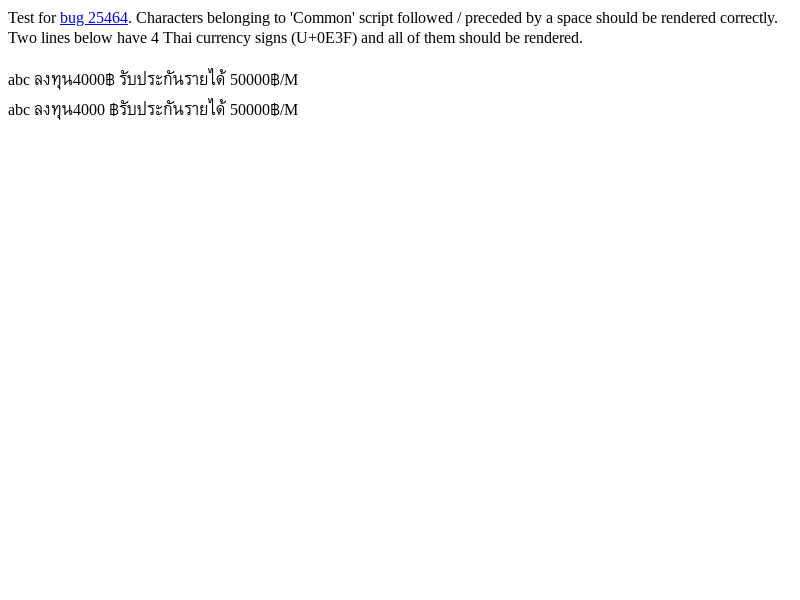 Test for bug 25464. Characters belonging to 'Common' script followed / preceded by a space should be rendered correctly.
Two lines below have 4 Thai currency signs (U+0E3F) and all of them should be rendered.
abc ลงทุน4000฿ รับประกันรายได้ 50000฿/M
abc ลงทุน4000 ฿รับประกันรายได้ 50000฿/M